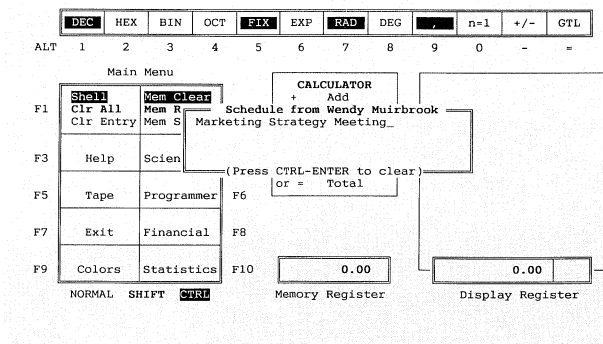 DEC HEX BIN OCT FIX EXP RAD DEG , n=1 +/- GTL
ALT 1 2 3 4 5 6 7 8 9 0 - =
Main Menu
CALCULATOR
Shell Mem Clear + Add
F1 Clr All Mem R Schedule from Wendy Muirbrook
Clr Entry Mem S Marketing Strategy Meeting_
F3 Help Scien (Press CTRL-ENTER to clear)
or = Total
F5 Tape Programmer F6
F7 Exit Financial F8
F9 Colors Statistics F10 0.00 0.00
NORMAL SHIFT CTRL Memory Register Display Register